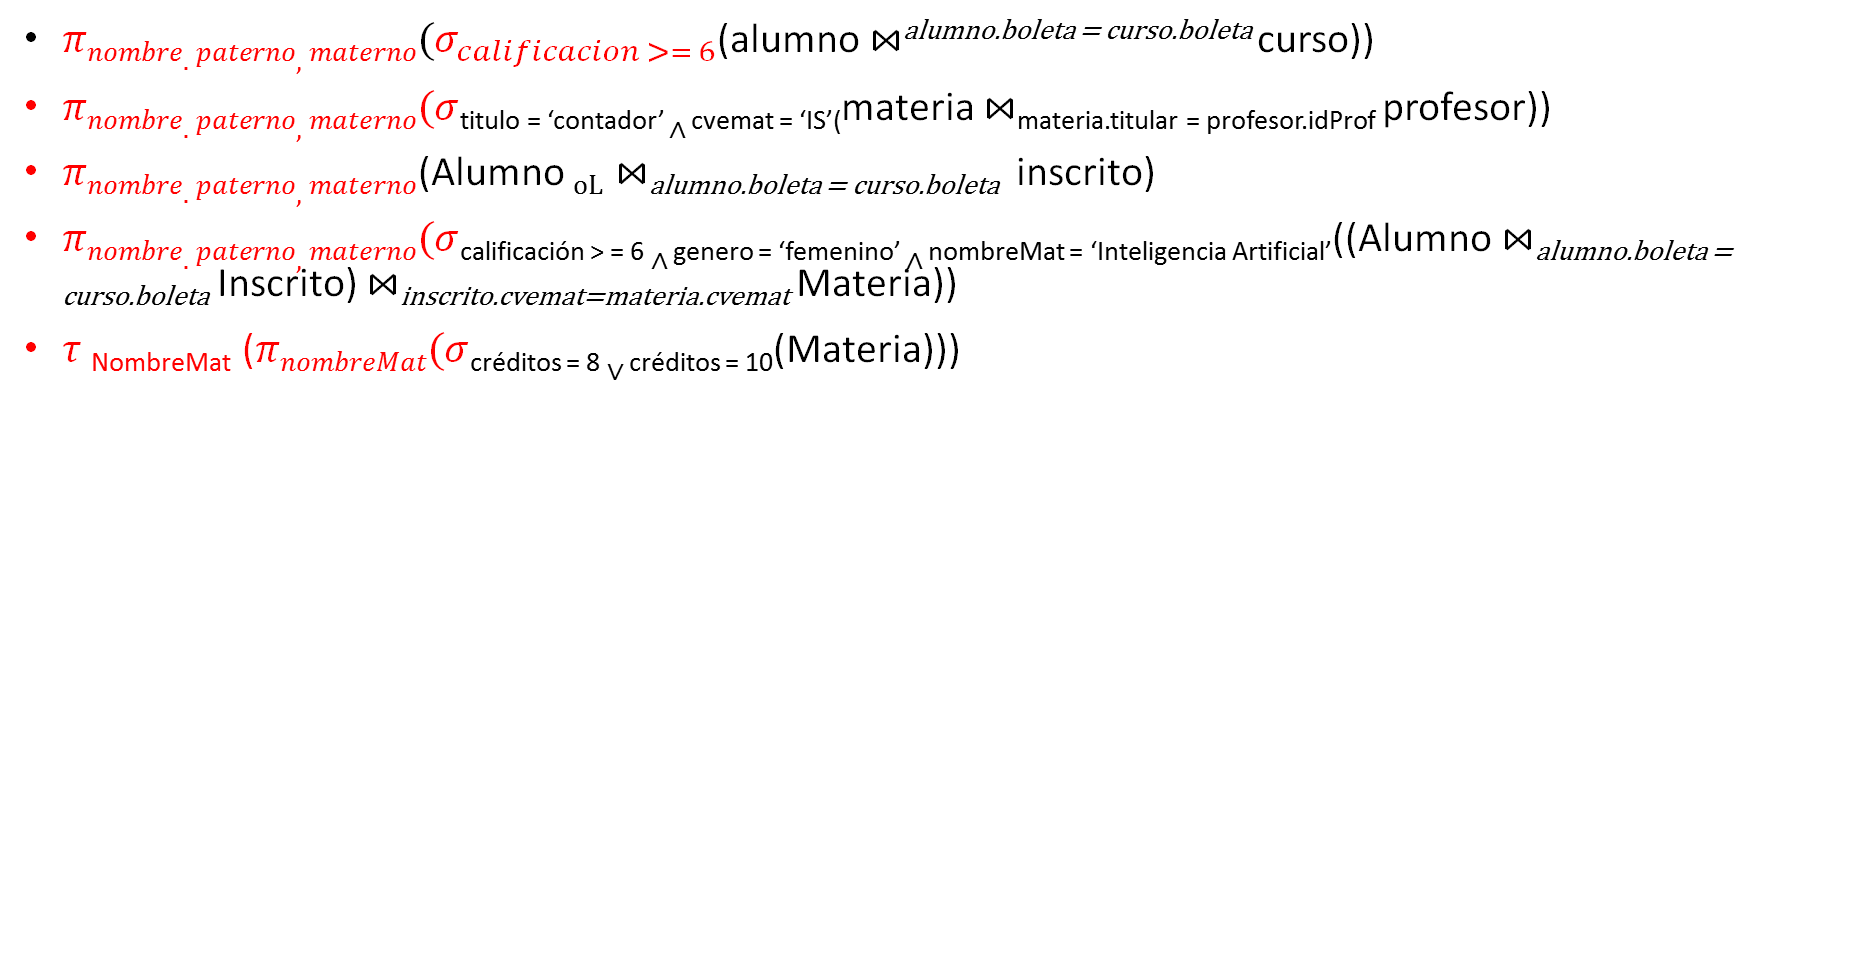 • π nombre. paterno, materno (σ calificacion >= 6 (alumno ⋈ alumno.boleta = curso.boleta curso))
• π nombre. paterno, materno (σ titulo = ‘contador’ ⋀ cvemat = ‘IS’( materia ⋈ materia.titular = profesor.idProf profesor))
• π nombre. paterno, materno (Alumno oL ⋈ alumno.boleta = curso.boleta inscrito)
• π nombre. paterno, materno (σ calificación > = 6 ⋀ genero = ‘femenino’ ⋀ nombreMat = ‘Inteligencia Artificial’ ((Alumno ⋈ alumno.boleta =
curso.boleta Inscrito) ⋈ inscrito.cvemat=materia.cvemat Materia))
• τ NombreMat (π nombreMat (σ créditos = 8 ⋁ créditos = 10 (Materia)))